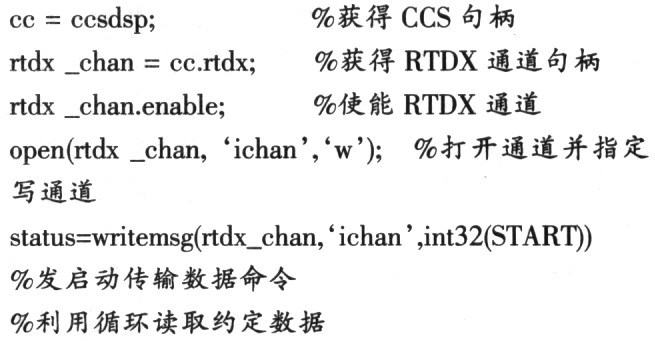 cc = ccsdsp; %获得 CCS 句柄
rtdx _chan = cc.rtdx; %获得 RTDX 通道句柄
rtdx _chan.enable; %使能 RTDX 通道
open(rtdx _chan, ‘ichan’,‘w’); %打开通道并指定
写通道
status=writemsg(rtdx_chan,‘ichan’,int32(START))
%发启动传输数据命令
%利用循环读取约定数据